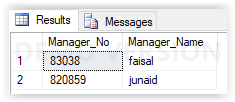 Results Messages
Manager_No Manager_Name
1 83038 faisal
2 820859 junaid